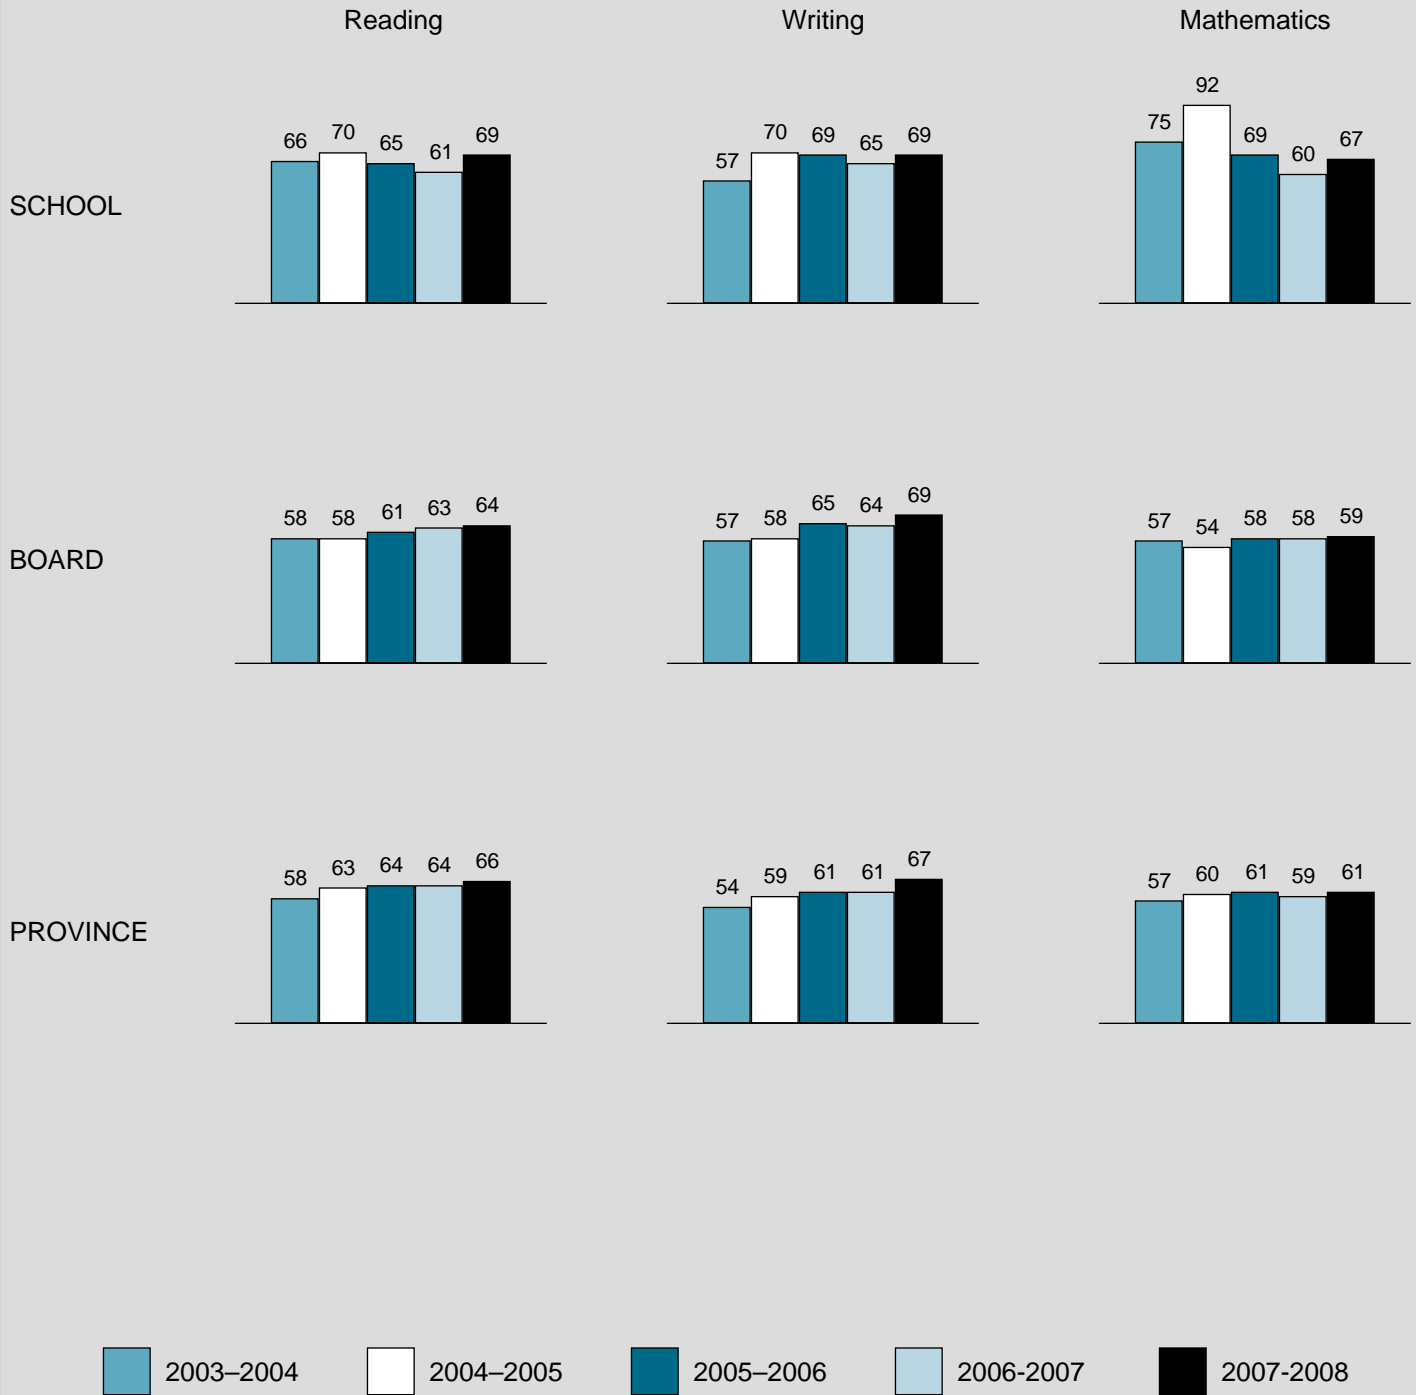 Reading Writing Mathematics
SCHOOL
66 70 65 61 69
57 70 69 65 69
75 92 69 60 67
BOARD
58 58 61 63 64
57 58 65 64 69
57 54 58 58 59
PROVINCE
58 63 64 64 66
54 59 61 61 67
57 60 61 59 61
2003–2004 2004–2005 2005–2006 2006-2007 2007-2008